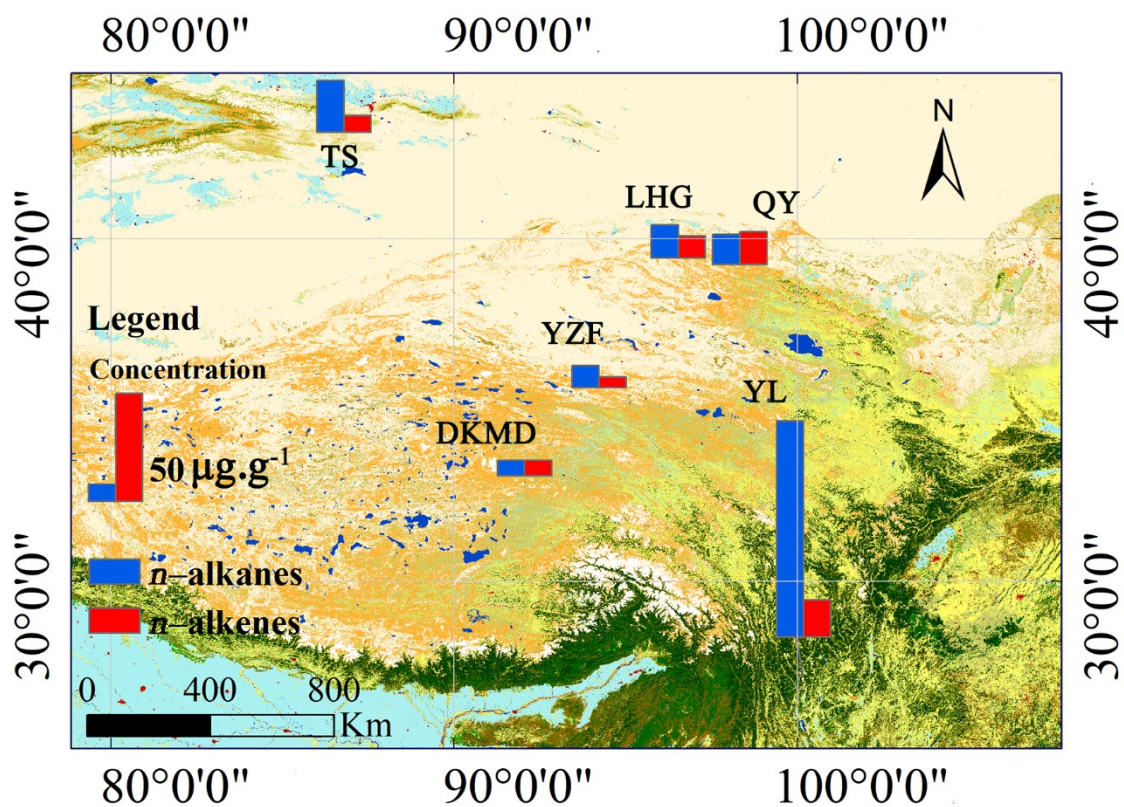 80°0'0" 90°0'0" 100°0'0"
N
TS
LHG QY
40°0'0" 40°0'0"
Legend
YZF
Concentration
YL
DKMD
50 μg.g⁻¹
n–alkanes
n–alkenes
30°0'0" 30°0'0"
0 400 800
Km
80°0'0" 90°0'0" 100°0'0"